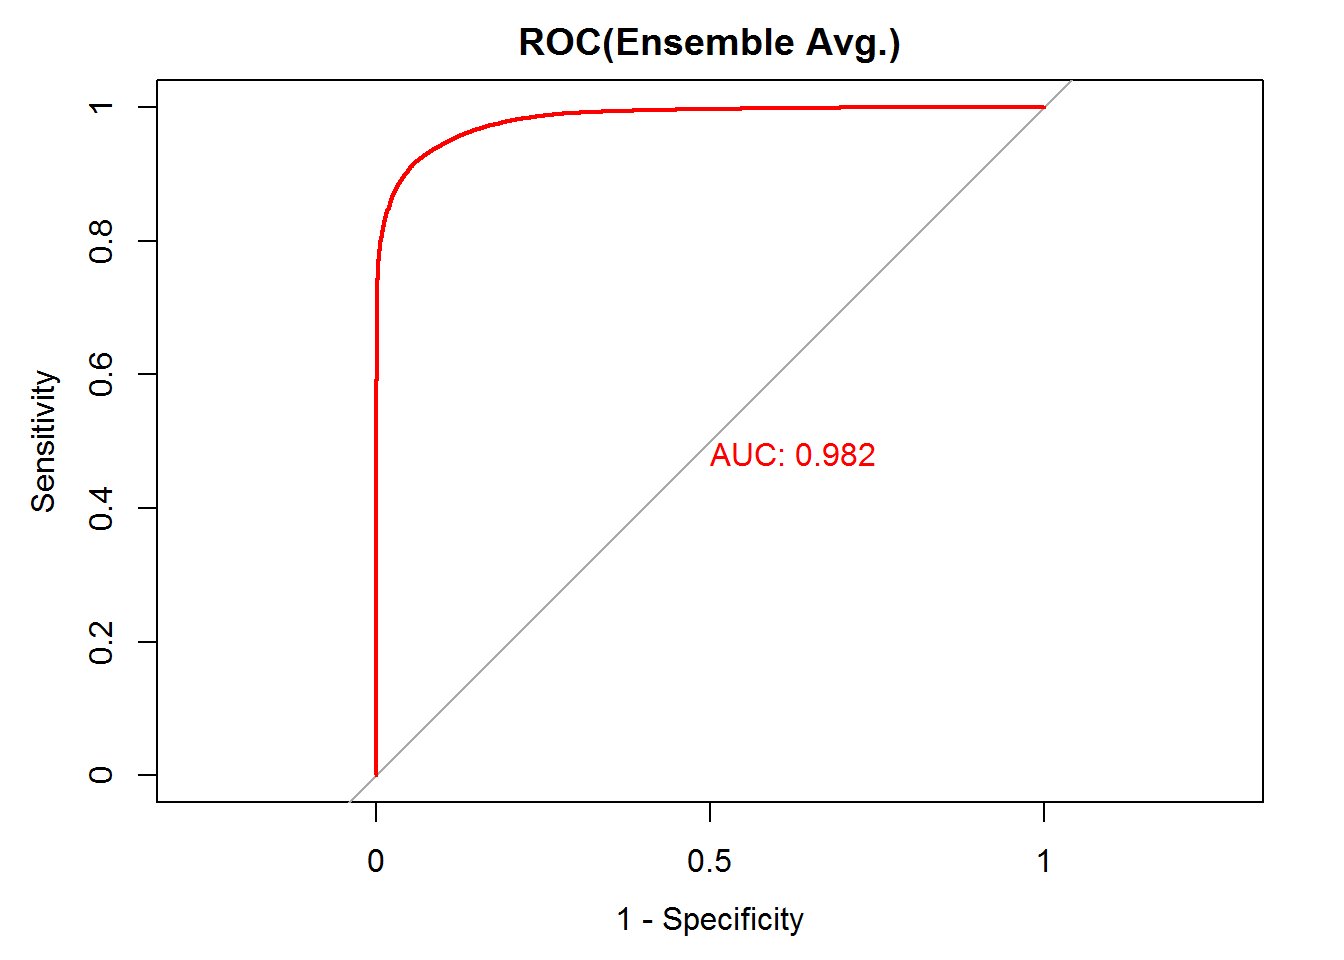 ROC(Ensemble Avg.)
Sensitivity
1
0.8
0.6
0.4
0.2
0
AUC: 0.982
0
0.5
1
1 - Specificity